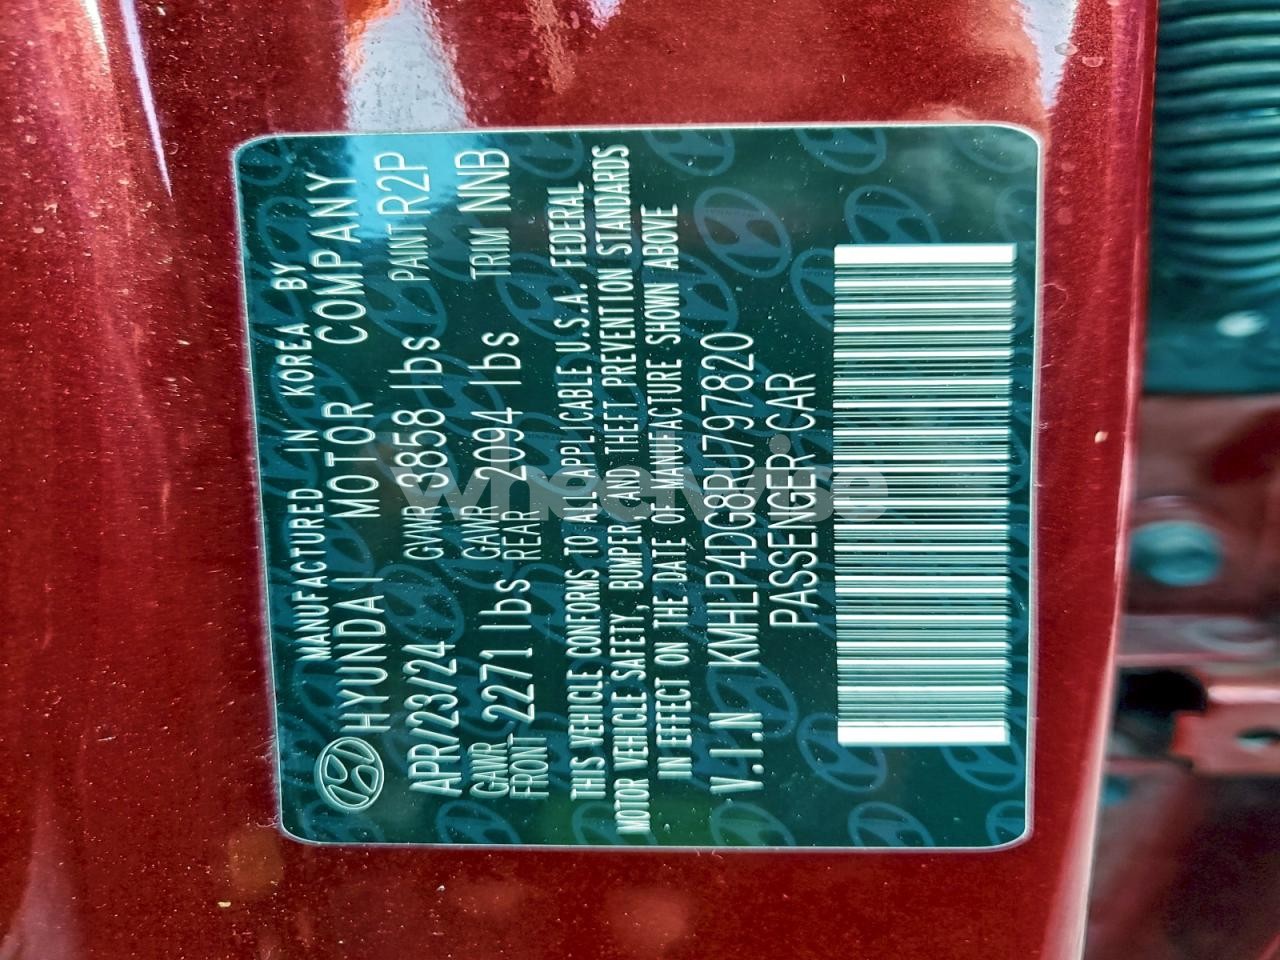 MANUFACTURED IN KOREA BY
HYUNDAI MOTOR COMPANY
APR/23/24 GVWR 3858 lbs PAINT R2P
GAWR FRONT 2271 lbs GAWR REAR 2094 lbs TRIM NNB
THIS VEHICLE CONFORMS TO ALL APPLICABLE U.S.A. FEDERAL
MOTOR VEHICLE SAFETY, BUMPER, AND THEFT PREVENTION STANDARDS
IN EFFECT ON THE DATE OF MANUFACTURE SHOWN ABOVE
V.I.N KMHLP4DG8RU797820
PASSENGER CAR
wheelwise